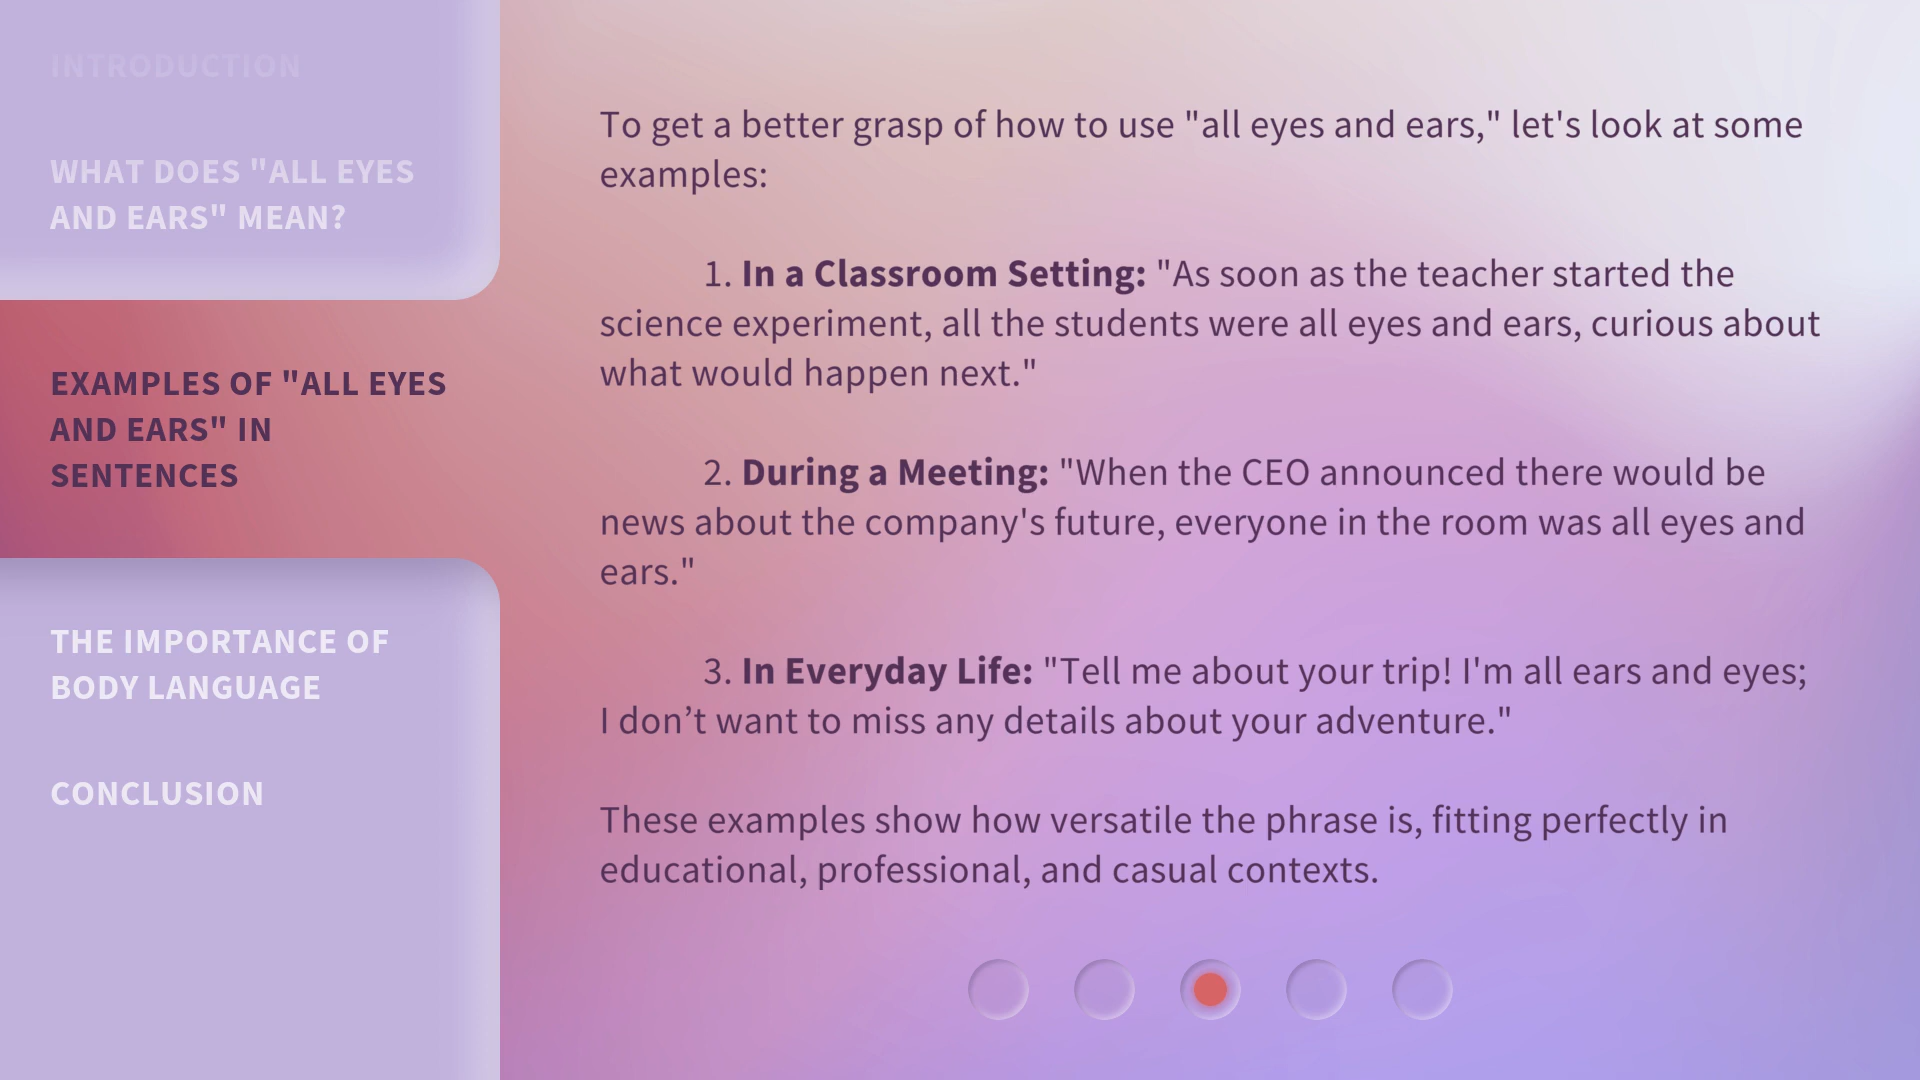 INTRODUCTION
WHAT DOES "ALL EYES
AND EARS" MEAN?
EXAMPLES OF "ALL EYES
AND EARS" IN
SENTENCES
THE IMPORTANCE OF
BODY LANGUAGE
CONCLUSION
To get a better grasp of how to use "all eyes and ears," let's look at some
examples:
1. In a Classroom Setting: "As soon as the teacher started the
science experiment, all the students were all eyes and ears, curious about
what would happen next."
2. During a Meeting: "When the CEO announced there would be
news about the company's future, everyone in the room was all eyes and
ears."
3. In Everyday Life: "Tell me about your trip! I'm all ears and eyes;
I don’t want to miss any details about your adventure."
These examples show how versatile the phrase is, fitting perfectly in
educational, professional, and casual contexts.